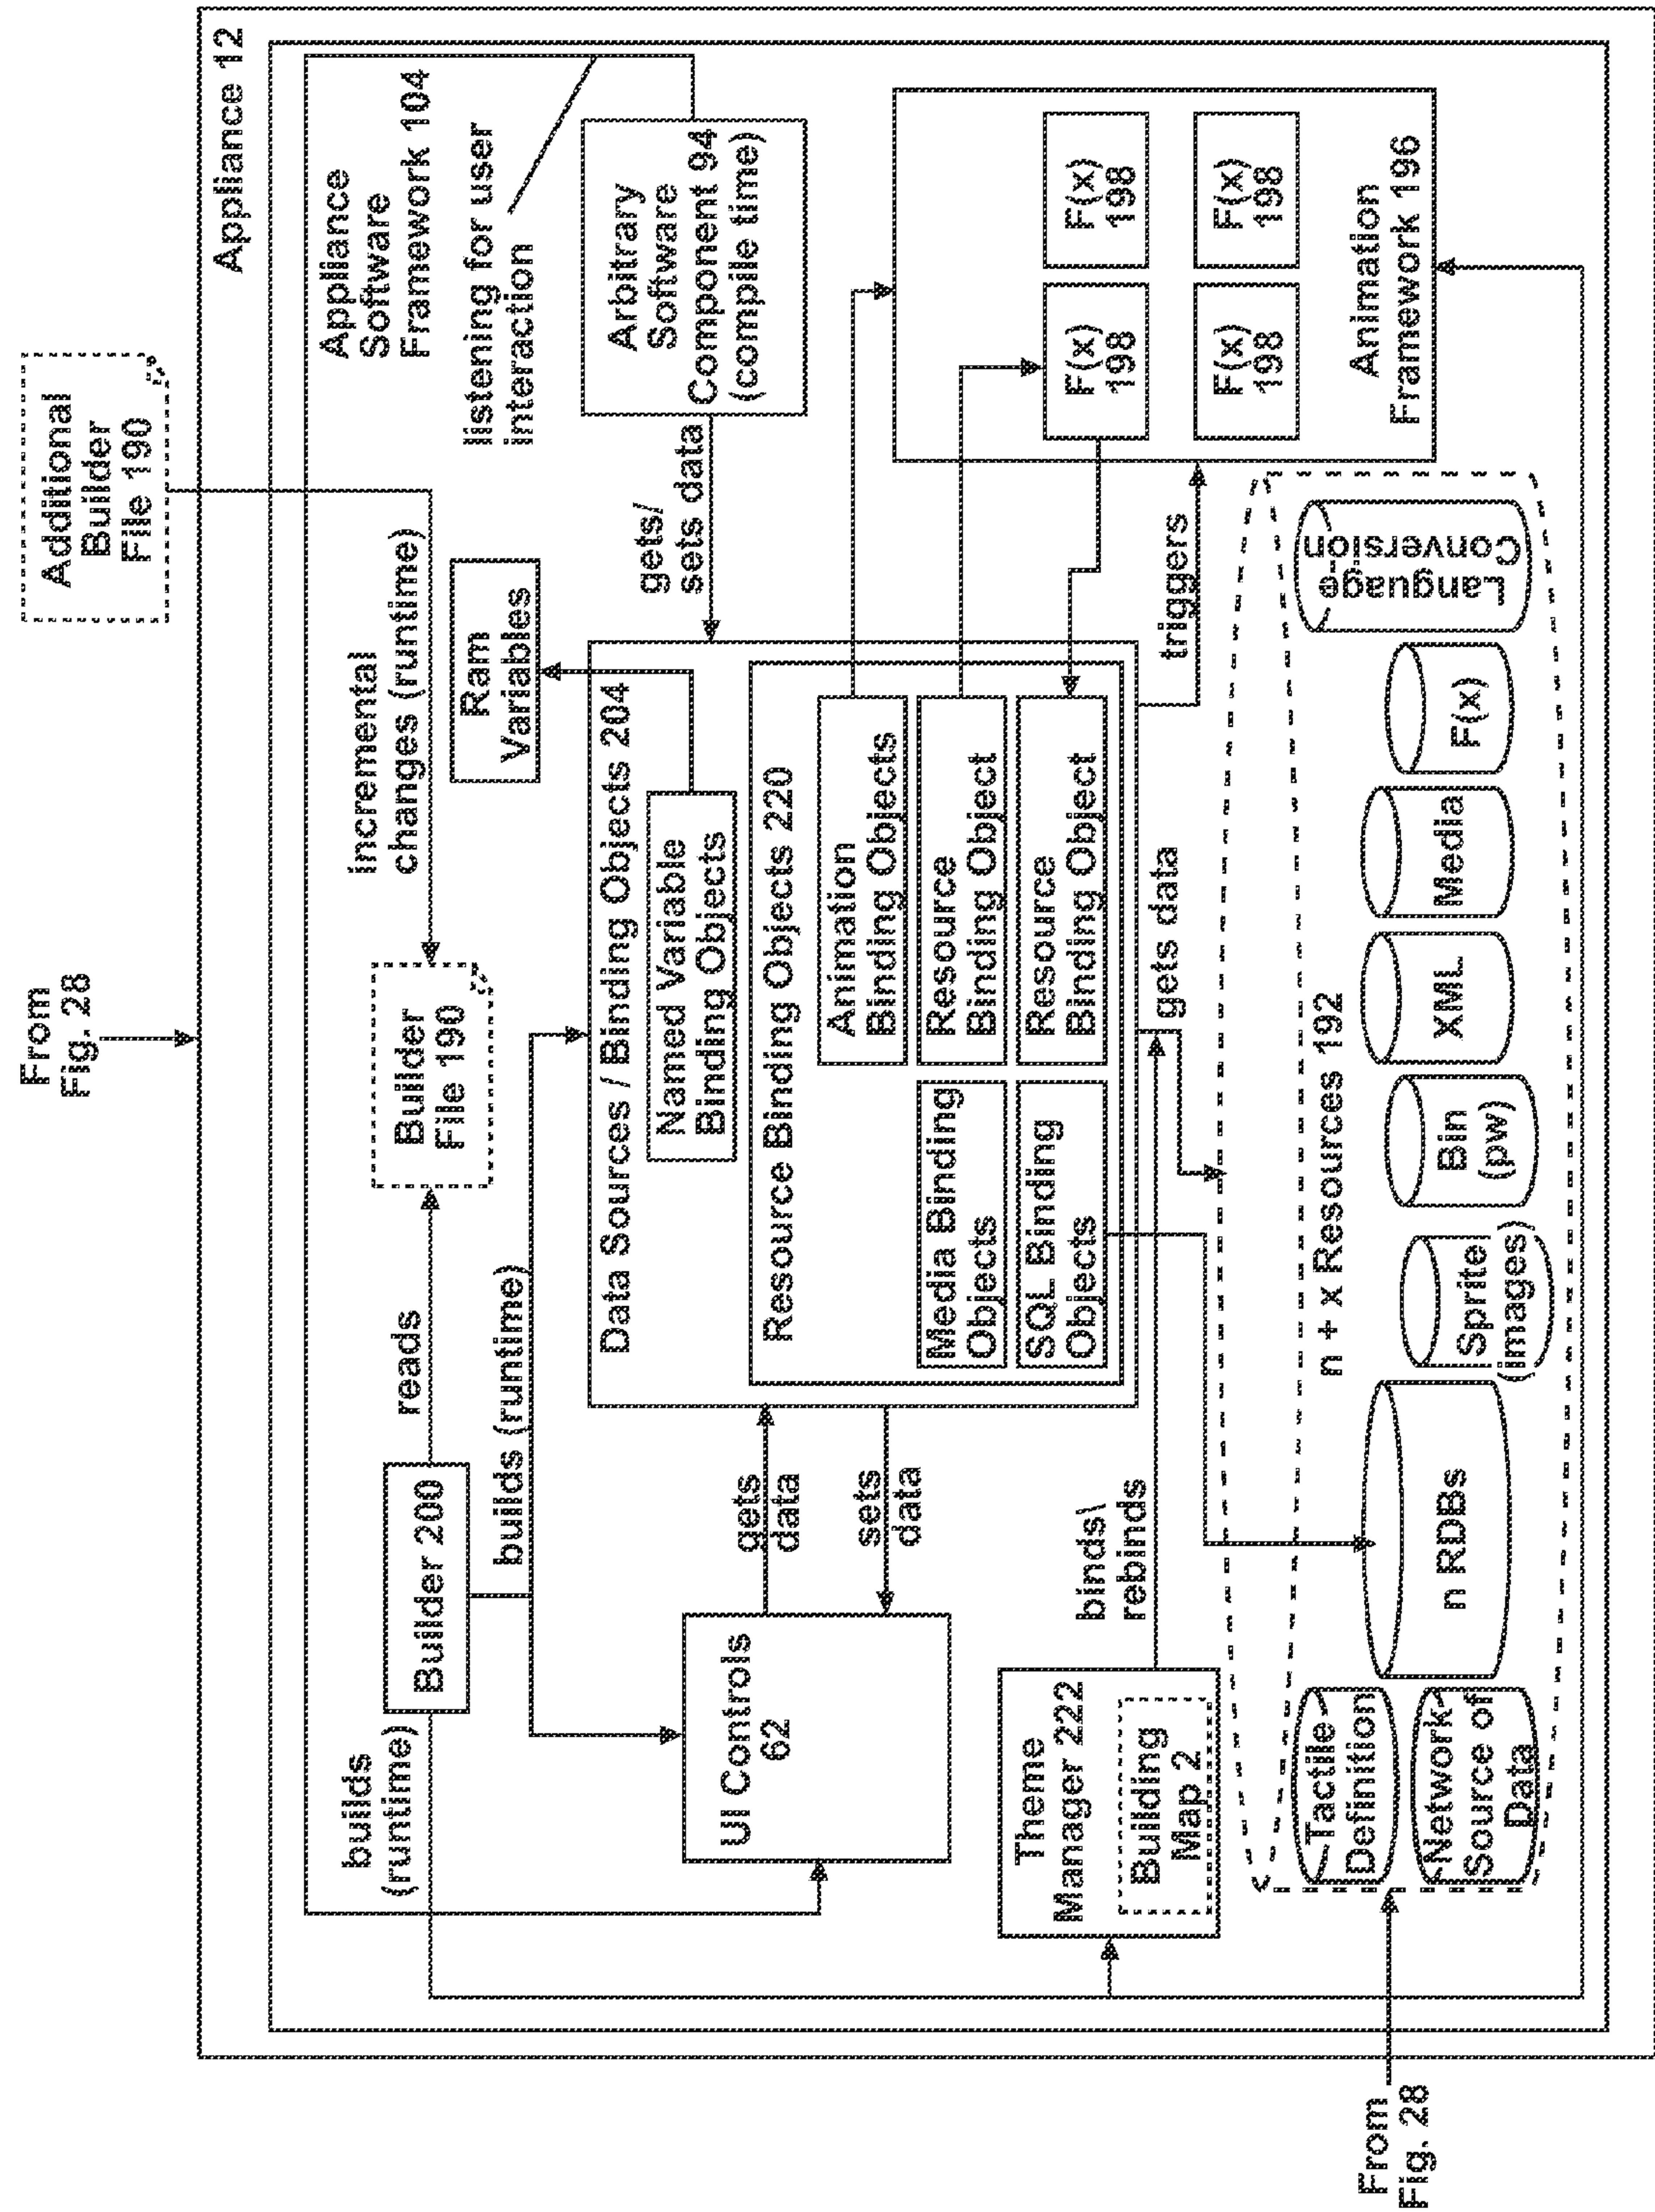 From
Fig. 28
Additional
Builder
File 190
Appliance 12
Appliance
Software
Framework 104
listening for user
interaction
builds
(runtime)
Builder 200
reads
Builder
File 190
incremental
changes (runtime)
builds (runtime)
Ram
Variables
Arbitrary
Software
Component 94
(compile time)
gets/
sets data
UI Controls
62
gets
data
sets
data
Data Sources / Binding Objects 204
Named Variable
Binding Objects
Resource Binding Objects 220
Animation
Binding Objects
Media Binding
Objects
Resource
Binding Object
SQL Binding
Objects
Resource
Binding Object
F(x)
198
F(x)
198
F(x)
198
F(x)
198
Animation
Framework 196
triggers
gets data
binds\
rebinds
Theme
Manager 222
Building
Map 2
n + x Resources 192
Tactile
Definition
Network
Source of
Data
n RDBs
Sprite
(images)
Bin
(pw)
XML
Media
F(x)
Language
Conversion
From
Fig. 28